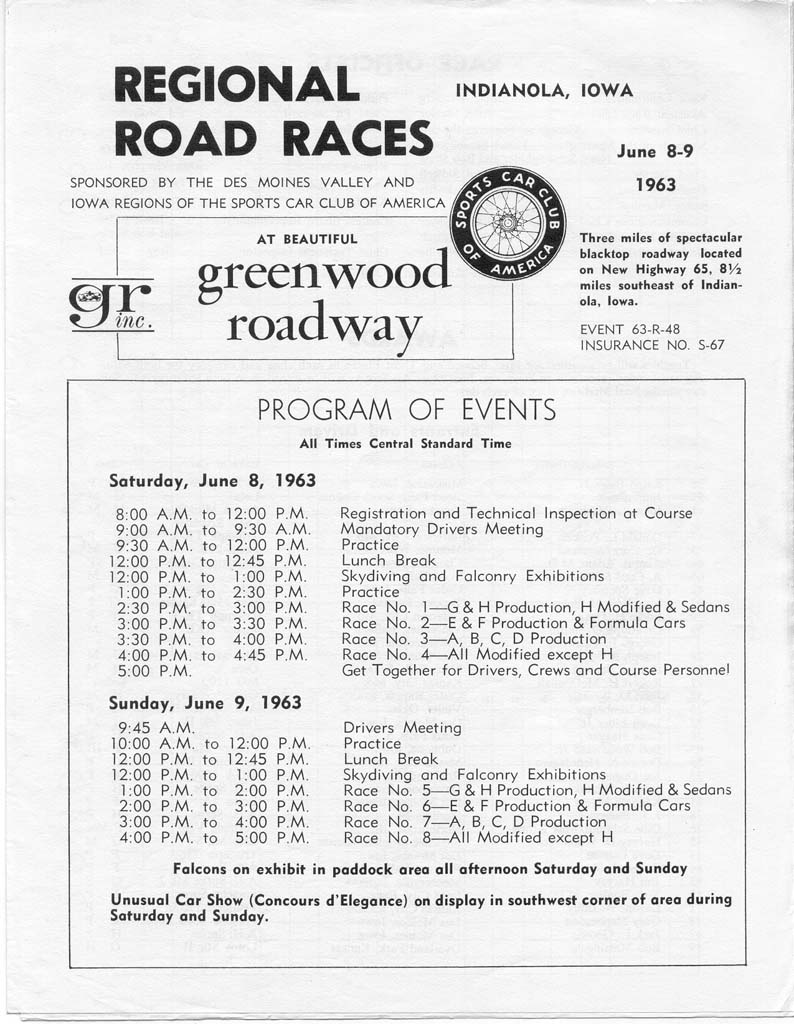 REGIONAL
ROAD RACES
INDIANOLA, IOWA
June 8-9
1963
SPONSORED BY THE DES MOINES VALLEY AND
IOWA REGIONS OF THE SPORTS CAR CLUB OF AMERICA
SPORTS CAR CLUB
OF AMERICA
AT BEAUTIFUL
greenwood
roadway
gr
inc.
Three miles of spectacular
blacktop roadway located
on New Highway 65, 8½
miles southeast of Indian-
ola, Iowa.
EVENT 63-R-48
INSURANCE NO. S-67
PROGRAM OF EVENTS
All Times Central Standard Time
Saturday, June 8, 1963
8:00 A.M. to 12:00 P.M. Registration and Technical Inspection at Course
9:00 A.M. to 9:30 A.M. Mandatory Drivers Meeting
9:30 A.M. to 12:00 P.M. Practice
12:00 P.M. to 12:45 P.M. Lunch Break
12:00 P.M. to 1:00 P.M. Skydiving and Falconry Exhibitions
1:00 P.M. to 2:30 P.M. Practice
2:30 P.M. to 3:00 P.M. Race No. 1—G & H Production, H Modified & Sedans
3:00 P.M. to 3:30 P.M. Race No. 2—E & F Production & Formula Cars
3:30 P.M. to 4:00 P.M. Race No. 3—A, B, C, D Production
4:00 P.M. to 4:45 P.M. Race No. 4—All Modified except H
5:00 P.M. Get Together for Drivers, Crews and Course Personnel
Sunday, June 9, 1963
9:45 A.M. Drivers Meeting
10:00 A.M. to 12:00 P.M. Practice
12:00 P.M. to 12:45 P.M. Lunch Break
12:00 P.M. to 1:00 P.M. Skydiving and Falconry Exhibitions
1:00 P.M. to 2:00 P.M. Race No. 5—G & H Production, H Modified & Sedans
2:00 P.M. to 3:00 P.M. Race No. 6—E & F Production & Formula Cars
3:00 P.M. to 4:00 P.M. Race No. 7—A, B, C, D Production
4:00 P.M. to 5:00 P.M. Race No. 8—All Modified except H
Falcons on exhibit in paddock area all afternoon Saturday and Sunday
Unusual Car Show (Concours d'Elegance) on display in southwest corner of area during
Saturday and Sunday.